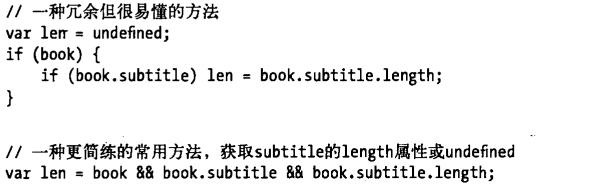 // 一种冗余但很易懂的方法
var len = undefined;
if (book) {
    if (book.subtitle) len = book.subtitle.length;
}
// 一种更简练的常用方法，获取subtitle的length属性或undefined
var len = book && book.subtitle && book.subtitle.length;